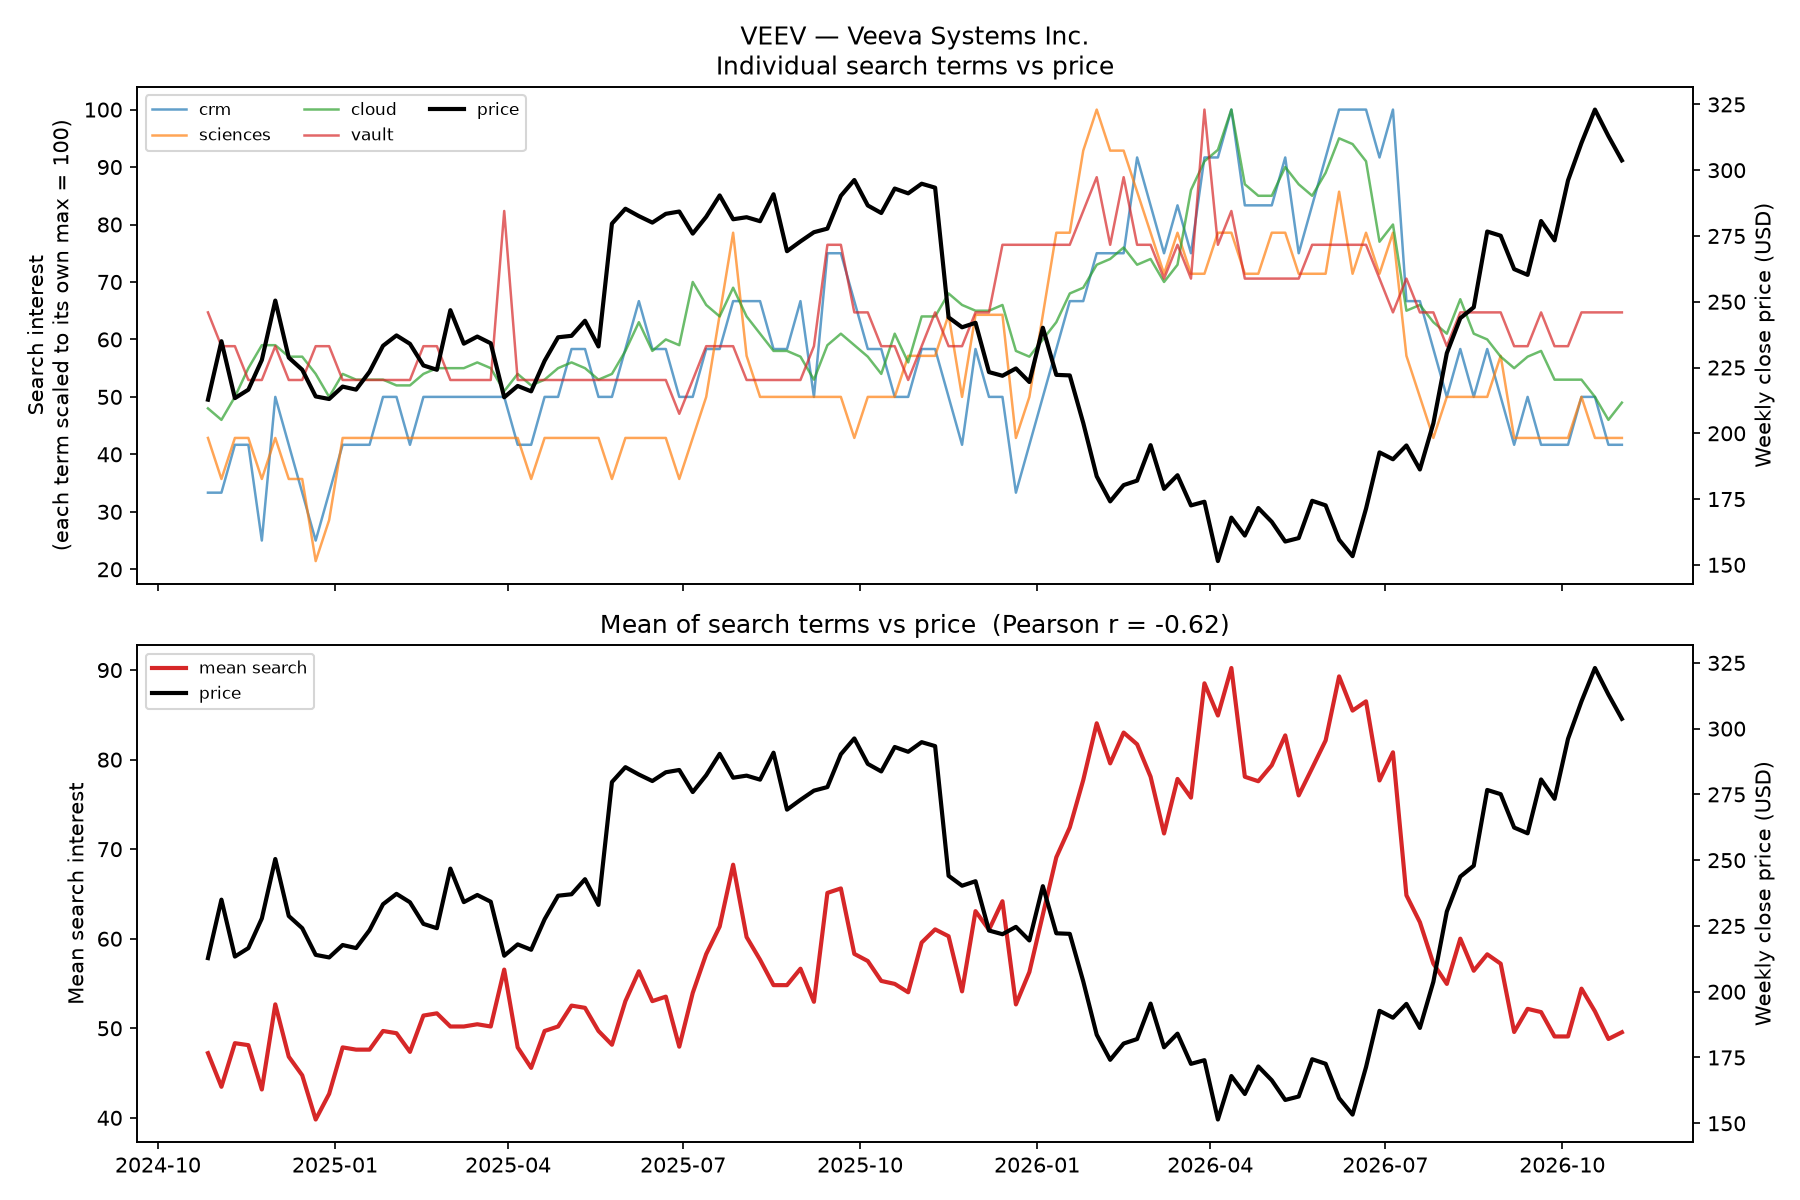 VEEV — Veeva Systems Inc.
Individual search terms vs price
crm
sciences
cloud
vault
price
Search interest
(each term scaled to its own max = 100)
100
90
80
70
60
50
40
30
20
325
300
275
250
225
200
175
150
Weekly close price (USD)
Mean of search terms vs price  (Pearson r = -0.62)
mean search
price
Mean search interest
90
80
70
60
50
40
325
300
275
250
225
200
175
150
Weekly close price (USD)
2024-10
2025-01
2025-04
2025-07
2025-10
2026-01
2026-04
2026-07
2026-10